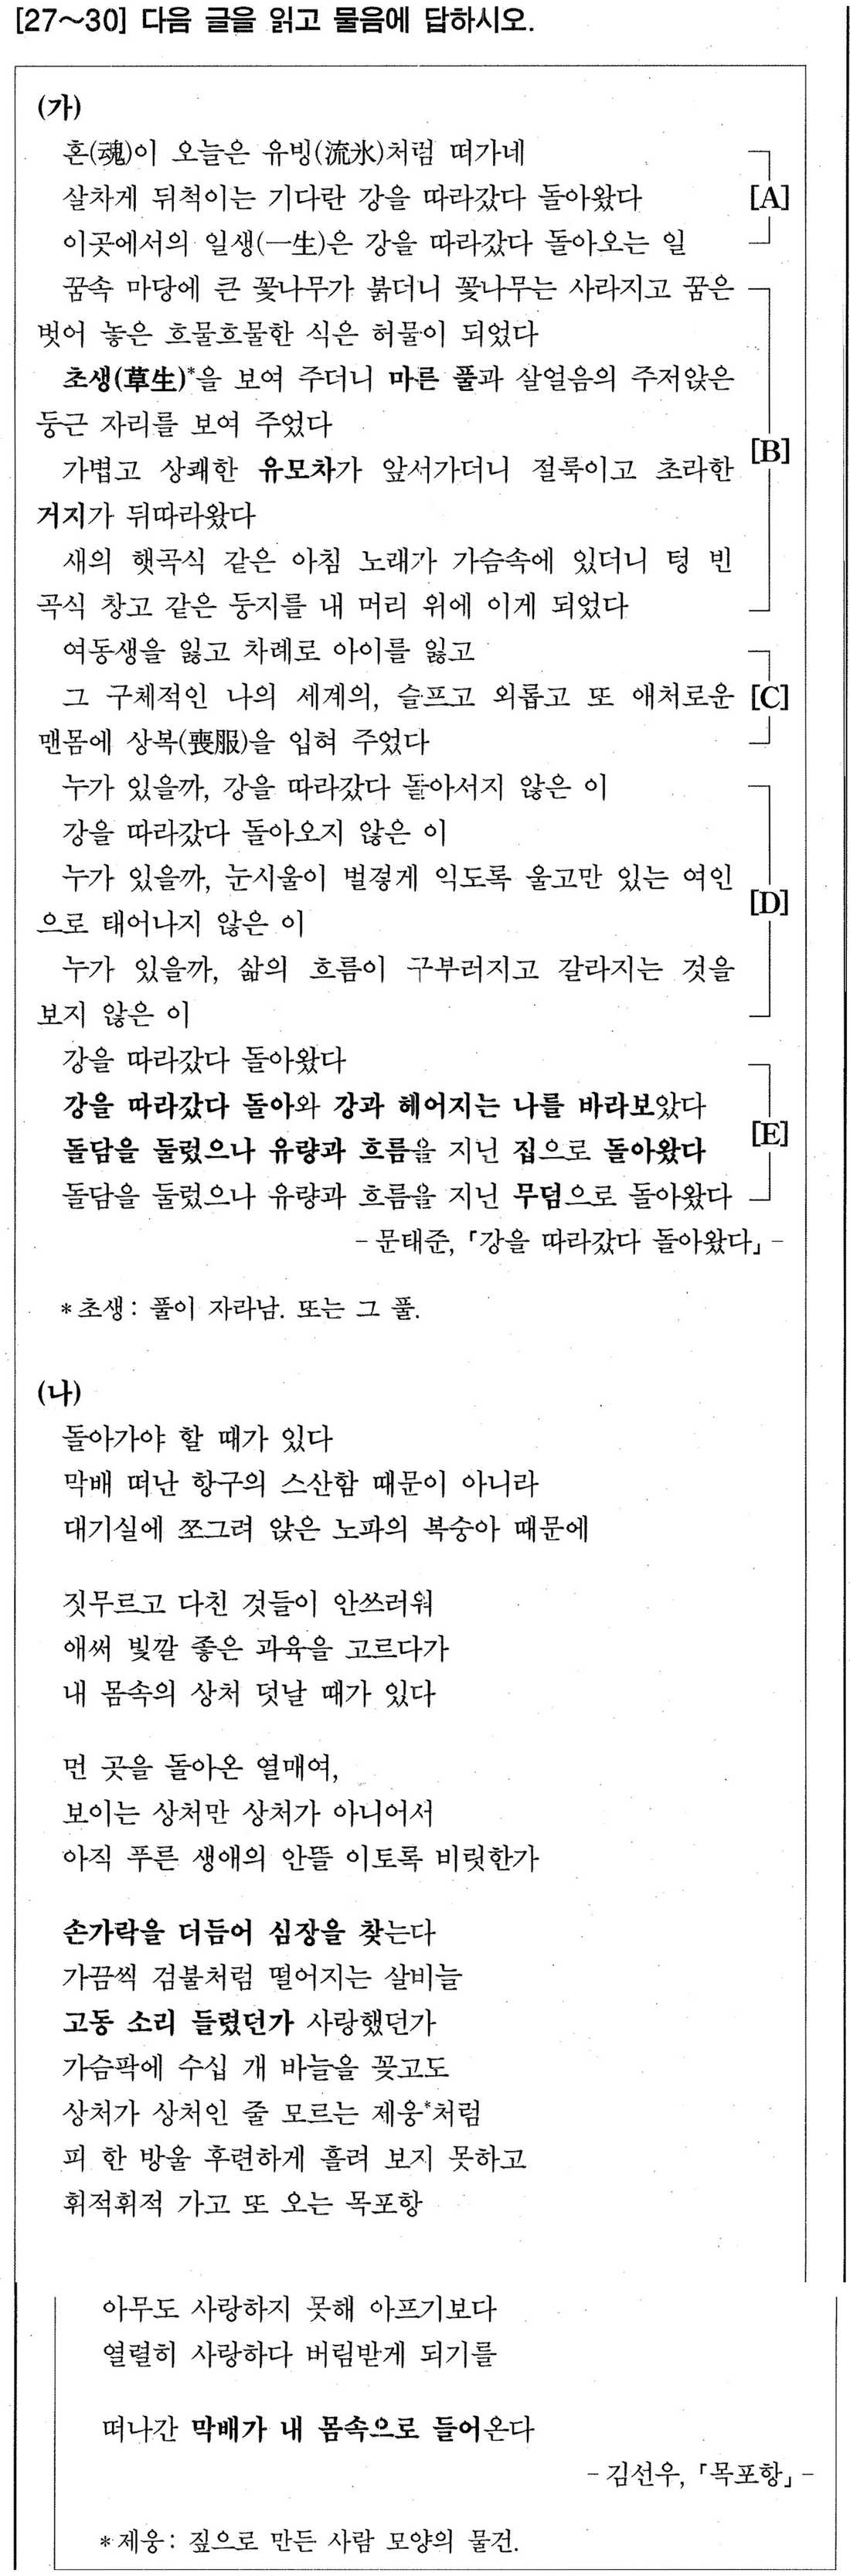 [27～30] 다음 글을 읽고 물음에 답하시오.
(가)
혼(魂)이 오늘은 유빙(流氷)처럼 떠가네
살차게 뒤척이는 기다란 강을 따라갔다 돌아왔다
[A]
이곳에서의 일생(一生)은 강을 따라갔다 돌아오는 일
꿈속 마당에 큰 꽃나무가 붉더니 꽃나무는 사라지고 꿈은
벗어 놓은 흐물흐물한 식은 허물이 되었다
초생(草生)*을 보여 주더니 마른 풀과 살얼음의 주저앉은
둥근 자리를 보여 주었다
[B]
가볍고 상쾌한 유모차가 앞서가더니 절룩이고 초라한
거지가 뒤따라왔다
새의 햇곡식 같은 아침 노래가 가슴속에 있더니 텅 빈
곡식 창고 같은 둥지를 내 머리 위에 이게 되었다
여동생을 잃고 차례로 아이를 잃고
그 구체적인 나의 세계의, 슬프고 외롭고 또 애처로운
[C]
맨몸에 상복(喪服)을 입혀 주었다
누가 있을까, 강을 따라갔다 돌아서지 않은 이
강을 따라갔다 돌아오지 않은 이
누가 있을까, 눈시울이 벌겋게 익도록 울고만 있는 여인
[D]
으로 태어나지 않은 이
누가 있을까, 삶의 흐름이 구부러지고 갈라지는 것을
보지 않은 이
강을 따라갔다 돌아왔다
강을 따라갔다 돌아와 강과 헤어지는 나를 바라보았다
[E]
돌담을 둘렀으나 유량과 흐름을 지닌 집으로 돌아왔다
돌담을 둘렀으나 유량과 흐름을 지닌 무덤으로 돌아왔다
- 문태준, 「강을 따라갔다 돌아왔다」 -
*초생: 풀이 자라남. 또는 그 풀.
(나)
돌아가야 할 때가 있다
막배 떠난 항구의 스산함 때문이 아니라
대기실에 쪼그려 앉은 노파의 복숭아 때문에
짓무르고 다친 것들이 안쓰러워
애써 빛깔 좋은 과육을 고르다가
내 몸속의 상처 덧날 때가 있다
먼 곳을 돌아온 열매여,
보이는 상처만 상처가 아니어서
아직 푸른 생애의 안뜰 이토록 비릿한가
손가락을 더듬어 심장을 찾는다
가끔씩 검불처럼 떨어지는 살비늘
고동 소리 들렸던가 사랑했던가
가슴팍에 수십 개 바늘을 꽂고도
상처가 상처인 줄 모르는 제웅*처럼
피 한 방울 후련하게 흘려 보지 못하고
휘적휘적 가고 또 오는 목포항
아무도 사랑하지 못해 아프기보다
열렬히 사랑하다 버림받게 되기를
떠나간 막배가 내 몸속으로 들어온다
- 김선우, 「목포항」 -
*제웅: 짚으로 만든 사람 모양의 물건.